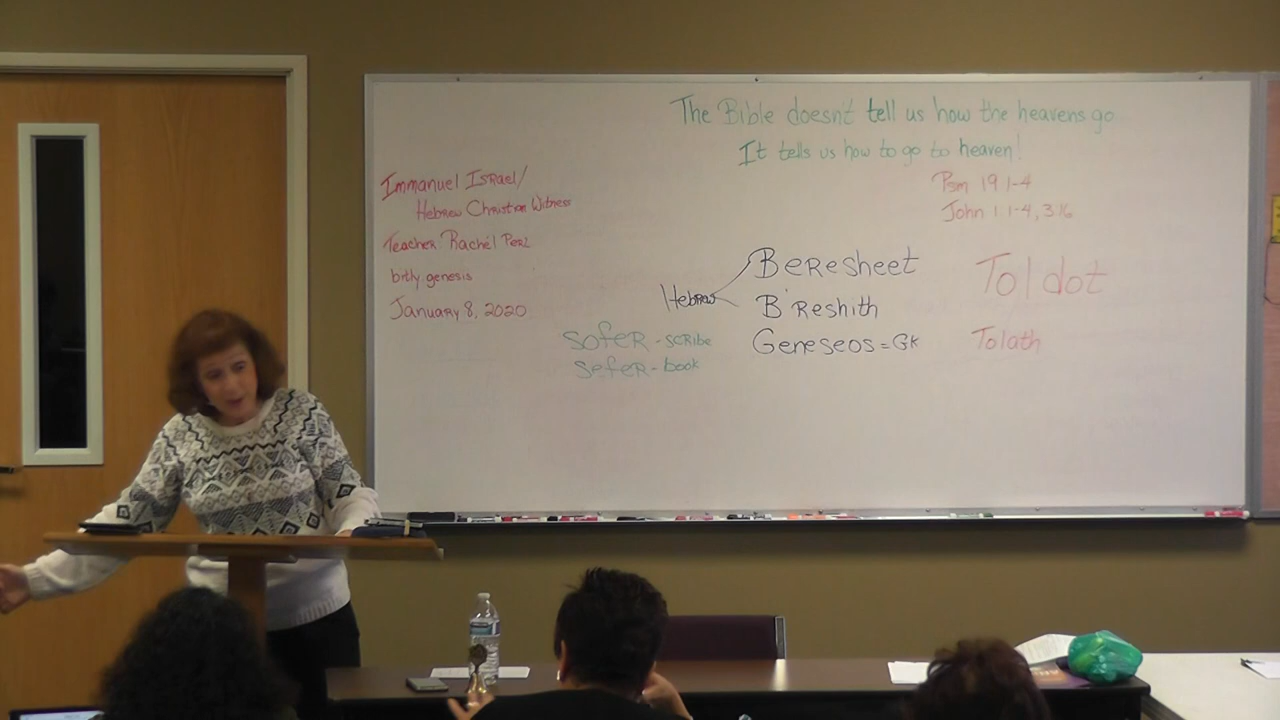 The Bible doesn't tell us how the heavens go
It tells us how to go to heaven!
Psm 19 1-4
John 1 1-4, 3 16
Immanuel Israel/
Hebrew Christian Witness
Teacher: Rachel Perl
bitly genesis
January 8, 2020
Hebrew
Beresheet
B'Reshith
Geneseos = GK
sofer - scribe
sefer - book
Toldot
Tolath